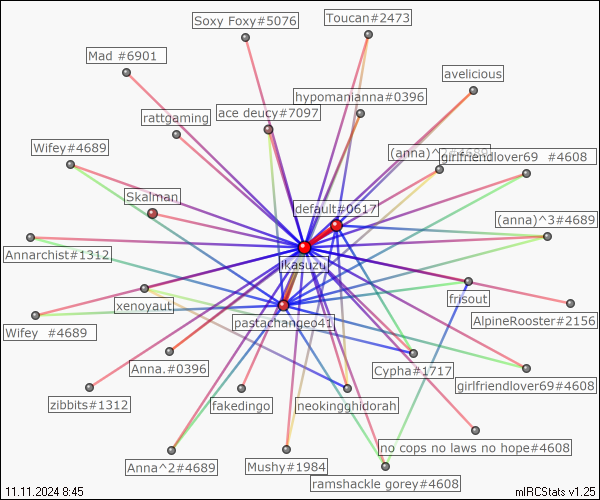 Soxy Foxy#5076
Toucan#2473
Mad #6901
avelicious
hypomanianna#0396
rattgaming
ace deucy#7097
Wifey#4689
(anna)^2#4689
girlfriendlover69 #4608
Skalman
default#0617
(anna)^3#4689
Annarchist#1312
ikasuzu
xenoyaut
frisout
Wifey #4689
pastachangeo41
AlpineRooster#2156
Anna.#0396
Cypha#1717
girlfriendlover69#4608
zibbits#1312
fakedingo
neokingghidorah
no cops no laws no hope#4608
Anna^2#4689
Mushy#1984
ramshackle gorey#4608
11.11.2024 8:45
mIRCStats v1.25